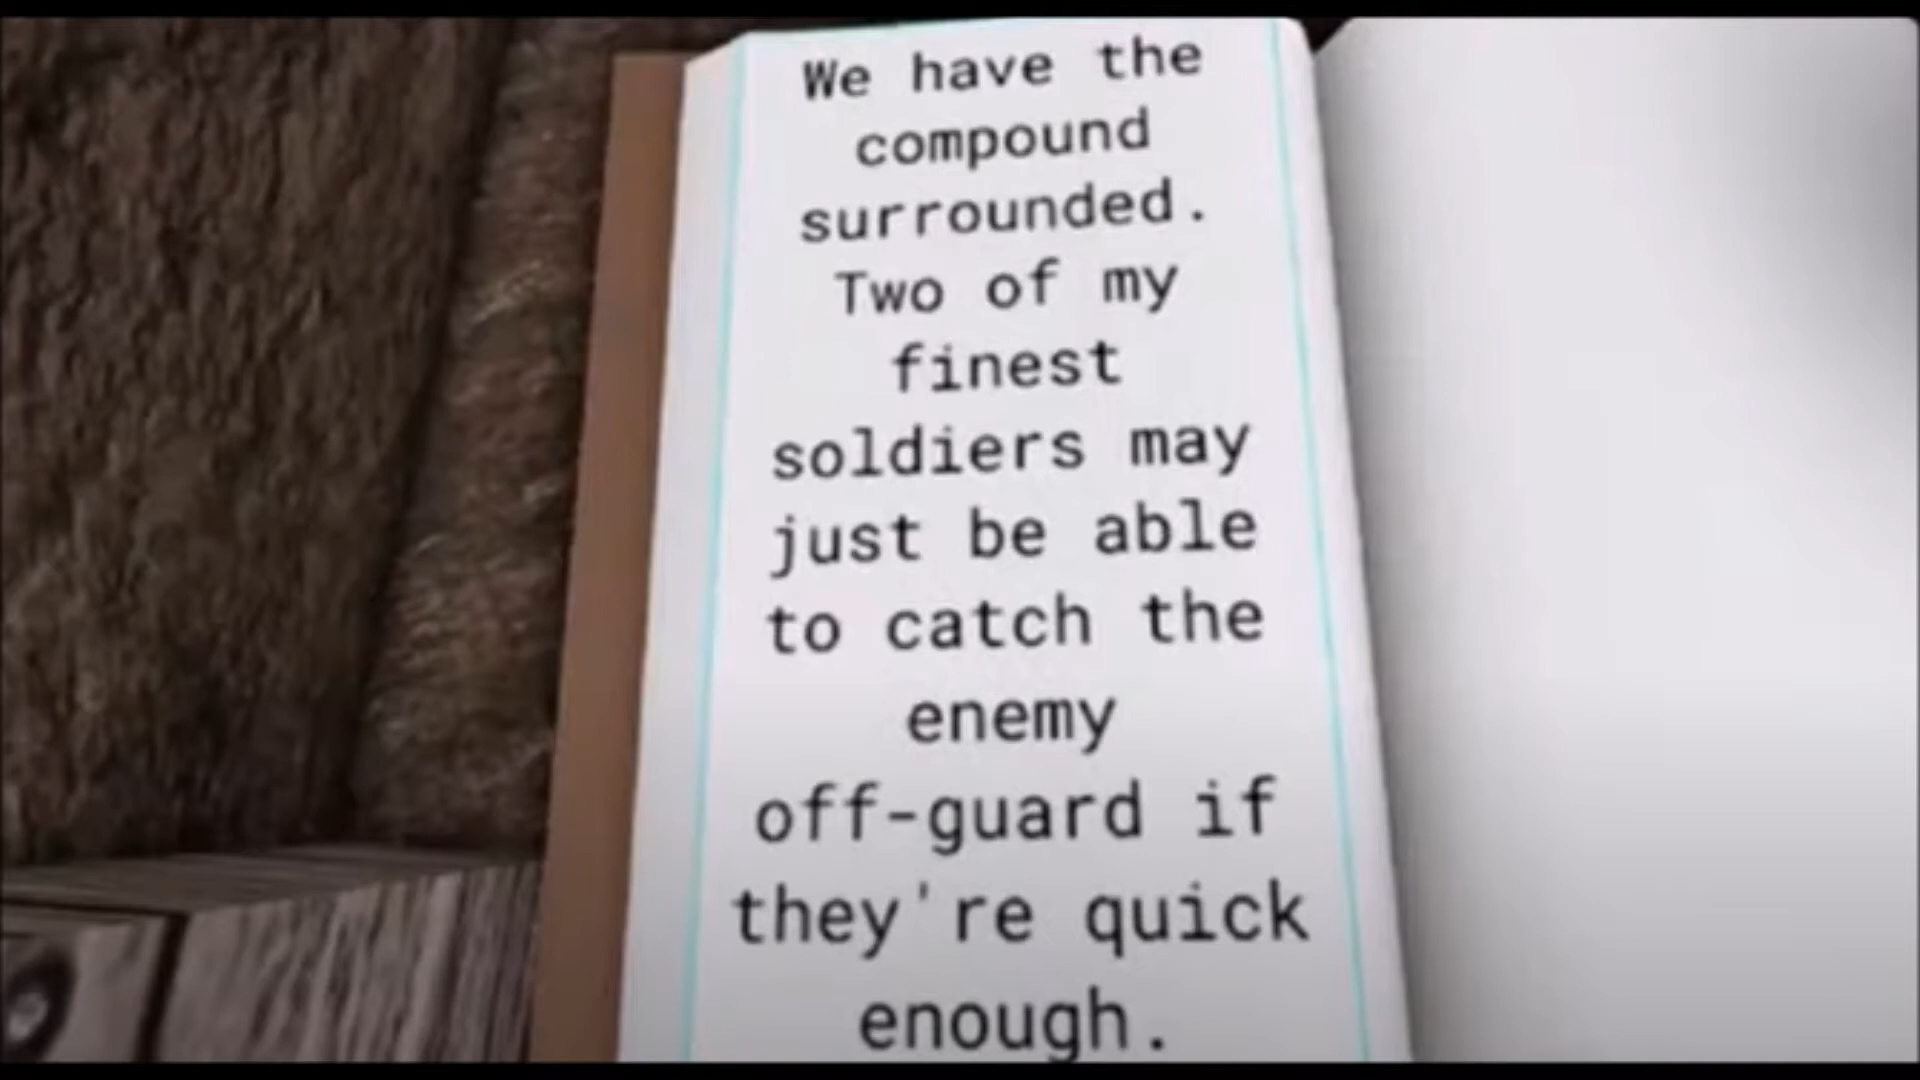 We have the
compound
surrounded.
Two of my
finest
soldiers may
just be able
to catch the
enemy
off-guard if
they're quick
enough.